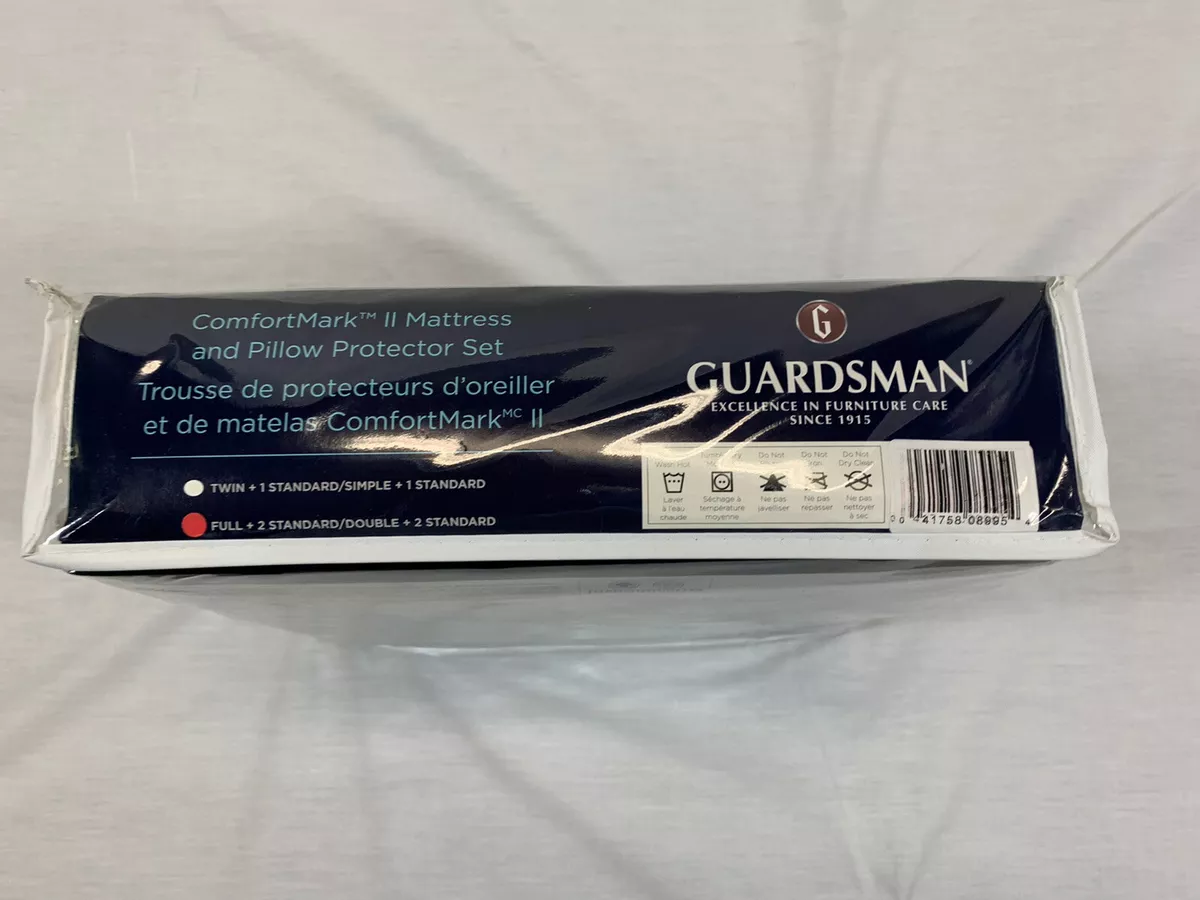 ComfortMark™ II Mattress
and Pillow Protector Set
Trousse de protecteurs d'oreiller
et de matelas ComfortMarkᴹᶜ II
TWIN + 1 STANDARD/SIMPLE + 1 STANDARD
FULL + 2 STANDARD/DOUBLE + 2 STANDARD
G
GUARDSMAN®
EXCELLENCE IN FURNITURE CARE
SINCE 1915
Wash Hot
Laver
à l'eau
chaude
Séchage à
température
moyenne
Do Not
Ne pas
javelliser
Do Not
Iron
Ne pas
repasser
Do Not
Dry Clean
Ne pas
nettoyer
à sec
0 41758 08995 4